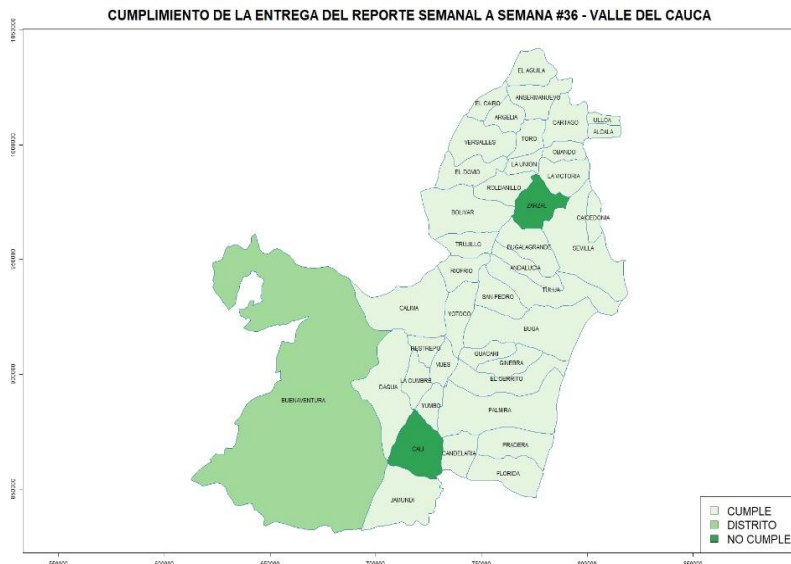 CUMPLIMIENTO DE LA ENTREGA DEL REPORTE SEMANAL A SEMANA #36 - VALLE DEL CAUCA
EL AGUILA
ANSERMANUEVO
EL CAIRO
ARGELIA
CARTAGO
ULLOA
ALCALA
VERSALLES
TORO
OBANDO
LA UNION
EL DOVIO
LA VICTORIA
ROLDANILLO
ZARZAL
BOLIVAR
CAICEDONIA
TRUJILLO
BUGALAGRANDE
SEVILLA
ANDALUCIA
RIOFRIO
TULUA
SAN PEDRO
CALIMA
YOTOCO
BUGA
RESTREPO
GUACARI
VIJES
GINEBRA
LA CUMBRE
EL CERRITO
DAGUA
BUENAVENTURA
YUMBO
PALMIRA
CALI
CANDELARIA
PRADERA
FLORIDA
JAMUNDI
CUMPLE
DISTRITO
NO CUMPLE